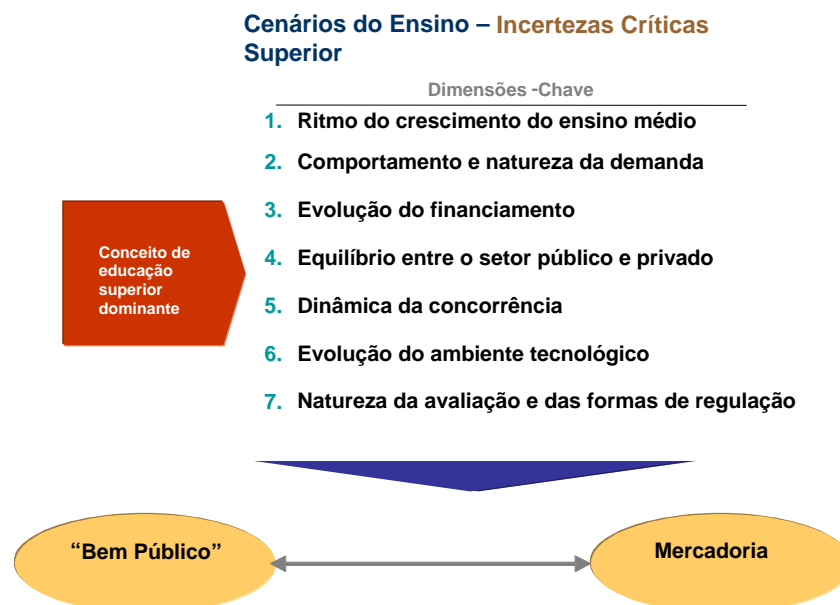 Cenários do Ensino – Incertezas Críticas
Superior
Dimensões -Chave
1. Ritmo do crescimento do ensino médio
2. Comportamento e natureza da demanda
3. Evolução do financiamento
4. Equilíbrio entre o setor público e privado
5. Dinâmica da concorrência
6. Evolução do ambiente tecnológico
7. Natureza da avaliação e das formas de regulação
Conceito de
educação
superior
dominante
“Bem Público”
Mercadoria